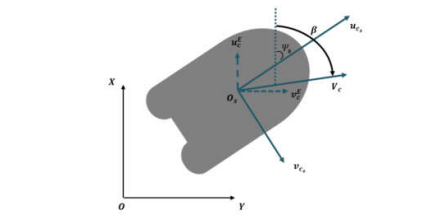 β
u_{c_s}
u_c^E
ψ_s
X
O_s
v_c^E
V_c
v_{c_s}
O
Y